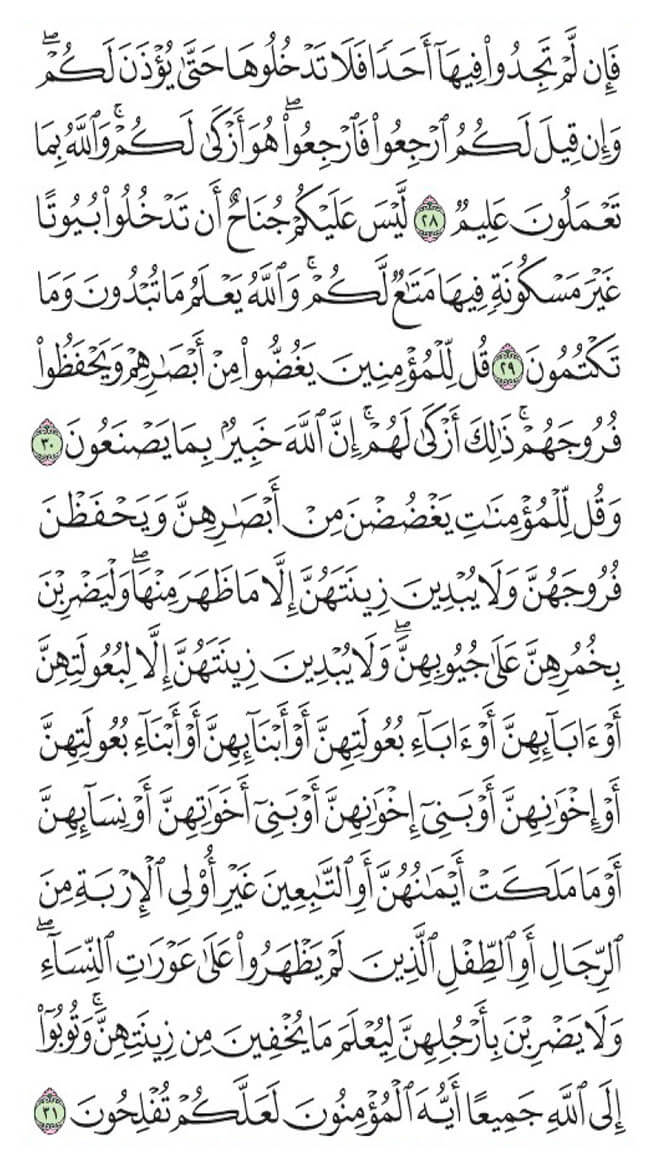 فَإِن لَّمْ تَجِدُوا۟ فِيهَآ أَحَدًا فَلَا تَدْخُلُوهَا حَتَّىٰ يُؤْذَنَ لَكُمْ ۖ
وَإِن قِيلَ لَكُمُ ٱرْجِعُوا۟ فَٱرْجِعُوا۟ ۖ هُوَ أَزْكَىٰ لَكُمْ ۚ وَٱللَّهُ بِمَا
تَعْمَلُونَ عَلِيمٌ ٢٨ لَّيْسَ عَلَيْكُمْ جُنَاحٌ أَن تَدْخُلُوا۟ بُيُوتًا
غَيْرَ مَسْكُونَةٍ فِيهَا مَتَـٰعٌ لَّكُمْ ۚ وَٱللَّهُ يَعْلَمُ مَا تُبْدُونَ وَمَا
تَكْتُمُونَ ٢٩ قُل لِّلْمُؤْمِنِينَ يَغُضُّوا۟ مِنْ أَبْصَـٰرِهِمْ وَيَحْفَظُوا۟
فُرُوجَهُمْ ۚ ذَٰلِكَ أَزْكَىٰ لَهُمْ ۗ إِنَّ ٱللَّهَ خَبِيرٌۢ بِمَا يَصْنَعُونَ ٣٠
وَقُل لِّلْمُؤْمِنَـٰتِ يَغْضُضْنَ مِنْ أَبْصَـٰرِهِنَّ وَيَحْفَظْنَ
فُرُوجَهُنَّ وَلَا يُبْدِينَ زِينَتَهُنَّ إِلَّا مَا ظَهَرَ مِنْهَا ۖ وَلْيَضْرِبْنَ
بِخُمُرِهِنَّ عَلَىٰ جُيُوبِهِنَّ ۖ وَلَا يُبْدِينَ زِينَتَهُنَّ إِلَّا لِبُعُولَتِهِنَّ
أَوْ ءَابَآئِهِنَّ أَوْ ءَابَآءِ بُعُولَتِهِنَّ أَوْ أَبْنَآئِهِنَّ أَوْ أَبْنَآءِ بُعُولَتِهِنَّ
أَوْ إِخْوَٰنِهِنَّ أَوْ بَنِىٓ إِخْوَٰنِهِنَّ أَوْ بَنِىٓ أَخَوَٰتِهِنَّ أَوْ نِسَآئِهِنَّ
أَوْ مَا مَلَكَتْ أَيْمَـٰنُهُنَّ أَوِ ٱلتَّـٰبِعِينَ غَيْرِ أُو۟لِى ٱلْإِرْبَةِ مِنَ
ٱلرِّجَالِ أَوِ ٱلطِّفْلِ ٱلَّذِينَ لَمْ يَظْهَرُوا۟ عَلَىٰ عَوْرَٰتِ ٱلنِّسَآءِ ۖ
وَلَا يَضْرِبْنَ بِأَرْجُلِهِنَّ لِيُعْلَمَ مَا يُخْفِينَ مِن زِينَتِهِنَّ ۚ وَتُوبُوٓا۟
إِلَى ٱللَّهِ جَمِيعًا أَيُّهَ ٱلْمُؤْمِنُونَ لَعَلَّكُمْ تُفْلِحُونَ ٣١